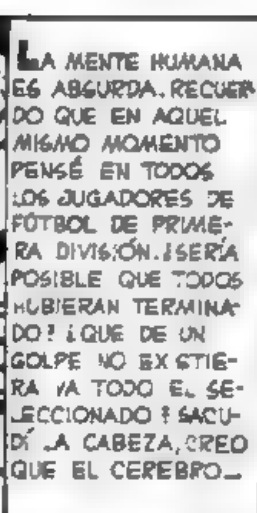 LA MENTE HUMANA
ES ABSURDA. RECUER-
DO QUE EN AQUEL
MISMO MOMENTO
PENSÉ EN TODOS
LOS JUGADORES DE
FÚTBOL DE PRIME-
RA DIVISIÓN. ¿SERÍA
POSIBLE QUE TODOS
HUBIERAN TERMINA-
DO? ¿QUE DE UN
GOLPE NO EXISTIE-
RA YA TODO EL SE-
LECCIONADO? SACU-
DÍ LA CABEZA, CREO
QUE EL CEREBRO...